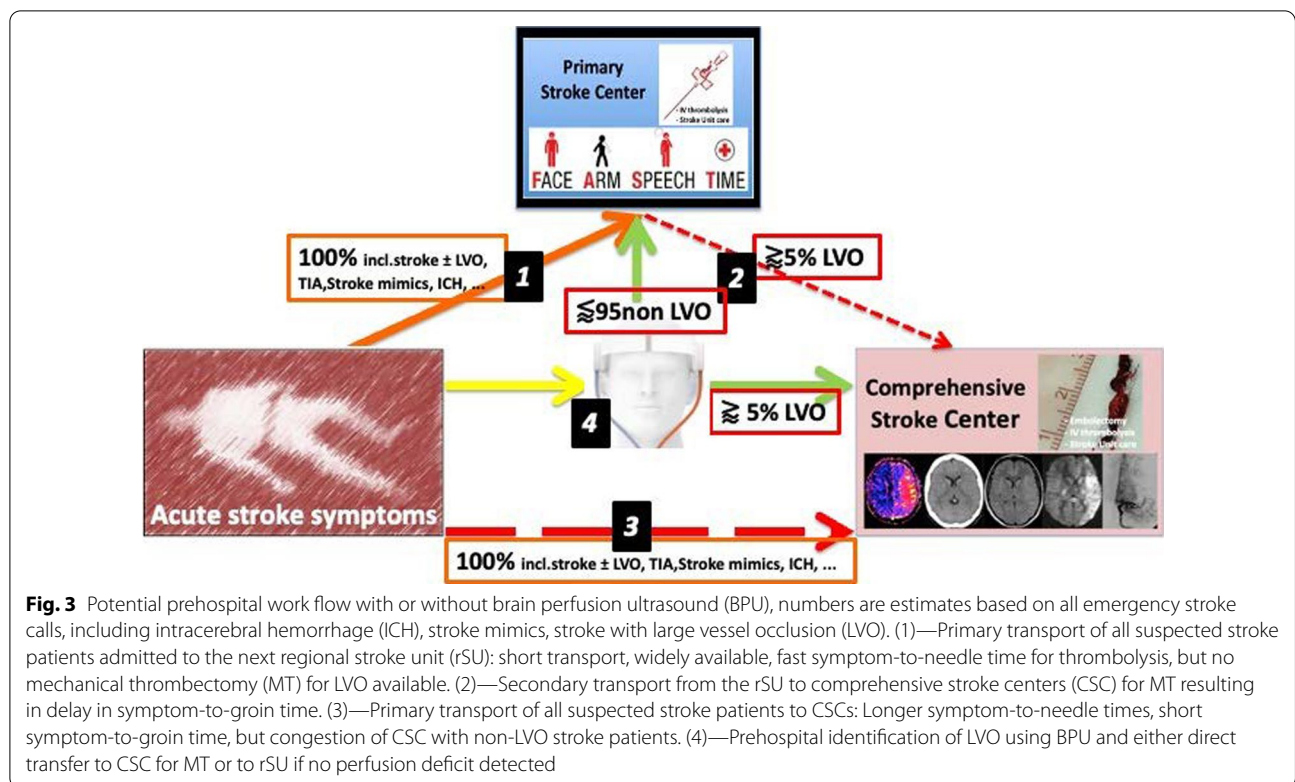 Primary
Stroke Center
- IV thrombolysis
- Stroke Unit care
FACE ARM SPEECH TIME
100% incl.stroke ± LVO,
TIA,Stroke mimics, ICH, ...
1
2
⪆5% LVO
⪅95non LVO
4
⪆ 5% LVO
Comprehensive
Stroke Center
- Embolectomy
- IV thrombolysis
- Stroke Unit care
Acute stroke symptoms
3
100% incl.stroke ± LVO, TIA,Stroke mimics, ICH, ...
Fig. 3 Potential prehospital work flow with or without brain perfusion ultrasound (BPU), numbers are estimates based on all emergency stroke
calls, including intracerebral hemorrhage (ICH), stroke mimics, stroke with large vessel occlusion (LVO). (1)—Primary transport of all suspected stroke
patients admitted to the next regional stroke unit (rSU): short transport, widely available, fast symptom-to-needle time for thrombolysis, but no
mechanical thrombectomy (MT) for LVO available. (2)—Secondary transport from the rSU to comprehensive stroke centers (CSC) for MT resulting
in delay in symptom-to-groin time. (3)—Primary transport of all suspected stroke patients to CSCs: Longer symptom-to-needle times, short
symptom-to-groin time, but congestion of CSC with non-LVO stroke patients. (4)—Prehospital identification of LVO using BPU and either direct
transfer to CSC for MT or to rSU if no perfusion deficit detected